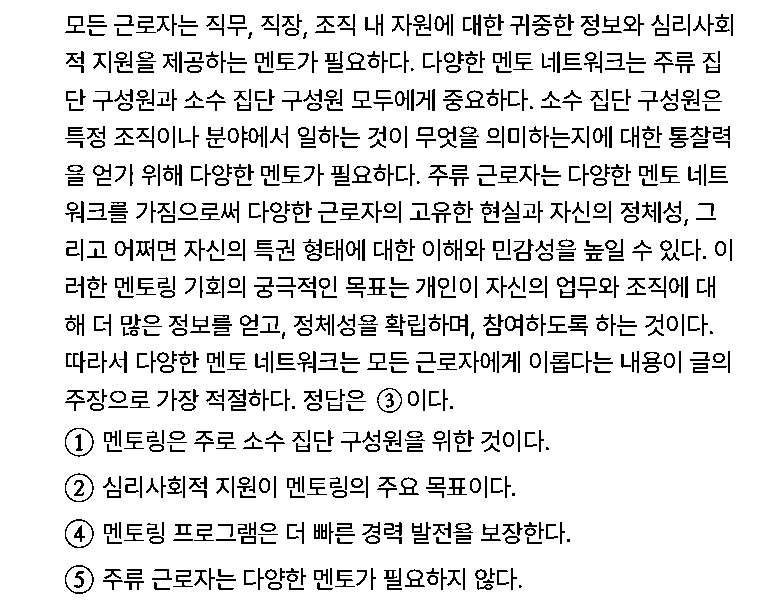 모든 근로자는 직무, 직장, 조직 내 자원에 대한 귀중한 정보와 심리사회
적 지원을 제공하는 멘토가 필요하다. 다양한 멘토 네트워크는 주류 집
단 구성원과 소수 집단 구성원 모두에게 중요하다. 소수 집단 구성원은
특정 조직이나 분야에서 일하는 것이 무엇을 의미하는지에 대한 통찰력
을 얻기 위해 다양한 멘토가 필요하다. 주류 근로자는 다양한 멘토 네트
워크를 가짐으로써 다양한 근로자의 고유한 현실과 자신의 정체성, 그
리고 어쩌면 자신의 특권 형태에 대한 이해와 민감성을 높일 수 있다. 이
러한 멘토링 기회의 궁극적인 목표는 개인이 자신의 업무와 조직에 대
해 더 많은 정보를 얻고, 정체성을 확립하며, 참여하도록 하는 것이다.
따라서 다양한 멘토 네트워크는 모든 근로자에게 이롭다는 내용이 글의
주장으로 가장 적절하다. 정답은 ③이다.
① 멘토링은 주로 소수 집단 구성원을 위한 것이다.
② 심리사회적 지원이 멘토링의 주요 목표이다.
④ 멘토링 프로그램은 더 빠른 경력 발전을 보장한다.
⑤ 주류 근로자는 다양한 멘토가 필요하지 않다.